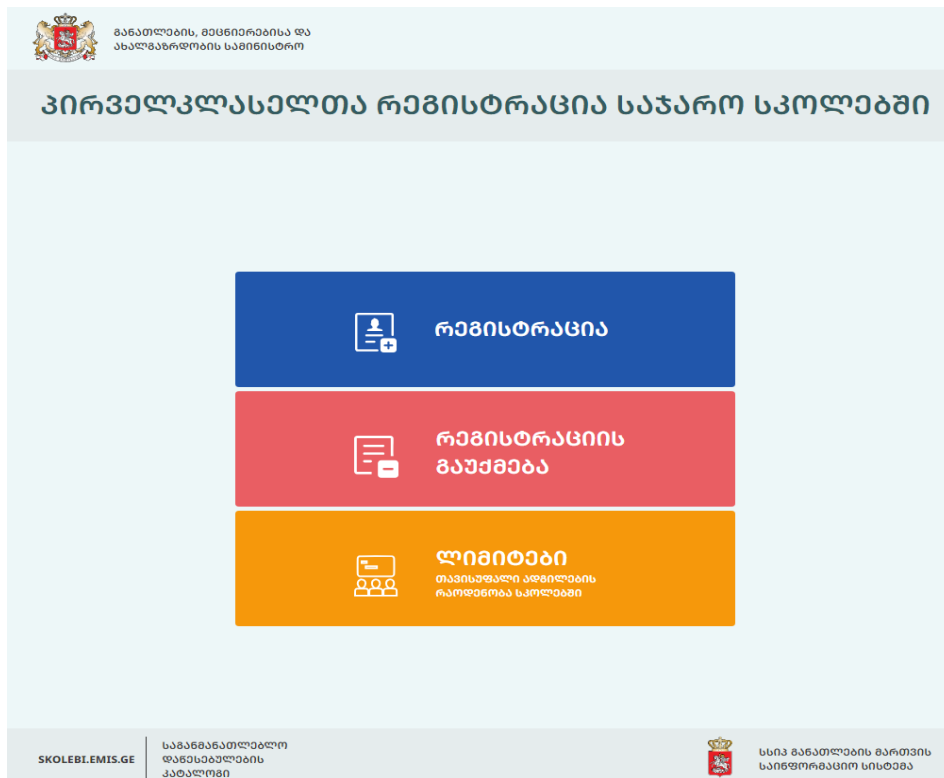 განათლების, მეცნიერებისა და
ახალგაზრდობის სამინისტრო
პირველკლასელთა რეგისტრაცია საჯარო სკოლებში
რეგისტრაცია
რეგისტრაციის
გაუქმება
ლიმიტები
თავისუფალი ადგილების
რაოდენობა სკოლებში
SKOLEBI.EMIS.GE
საგანმანათლებლო
დაწესებულების
კატალოგი
სსიპ განათლების მართვის
საინფორმაციო სისტემა